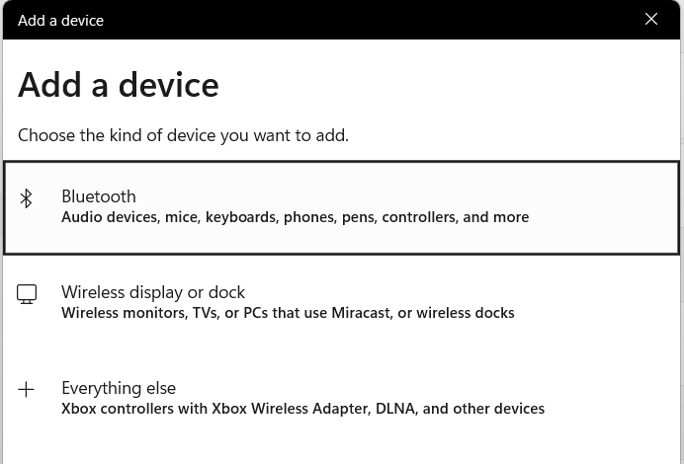 Add a device
Add a device
Choose the kind of device you want to add.
Bluetooth
Audio devices, mice, keyboards, phones, pens, controllers, and more
Wireless display or dock
Wireless monitors, TVs, or PCs that use Miracast, or wireless docks
Everything else
Xbox controllers with Xbox Wireless Adapter, DLNA, and other devices